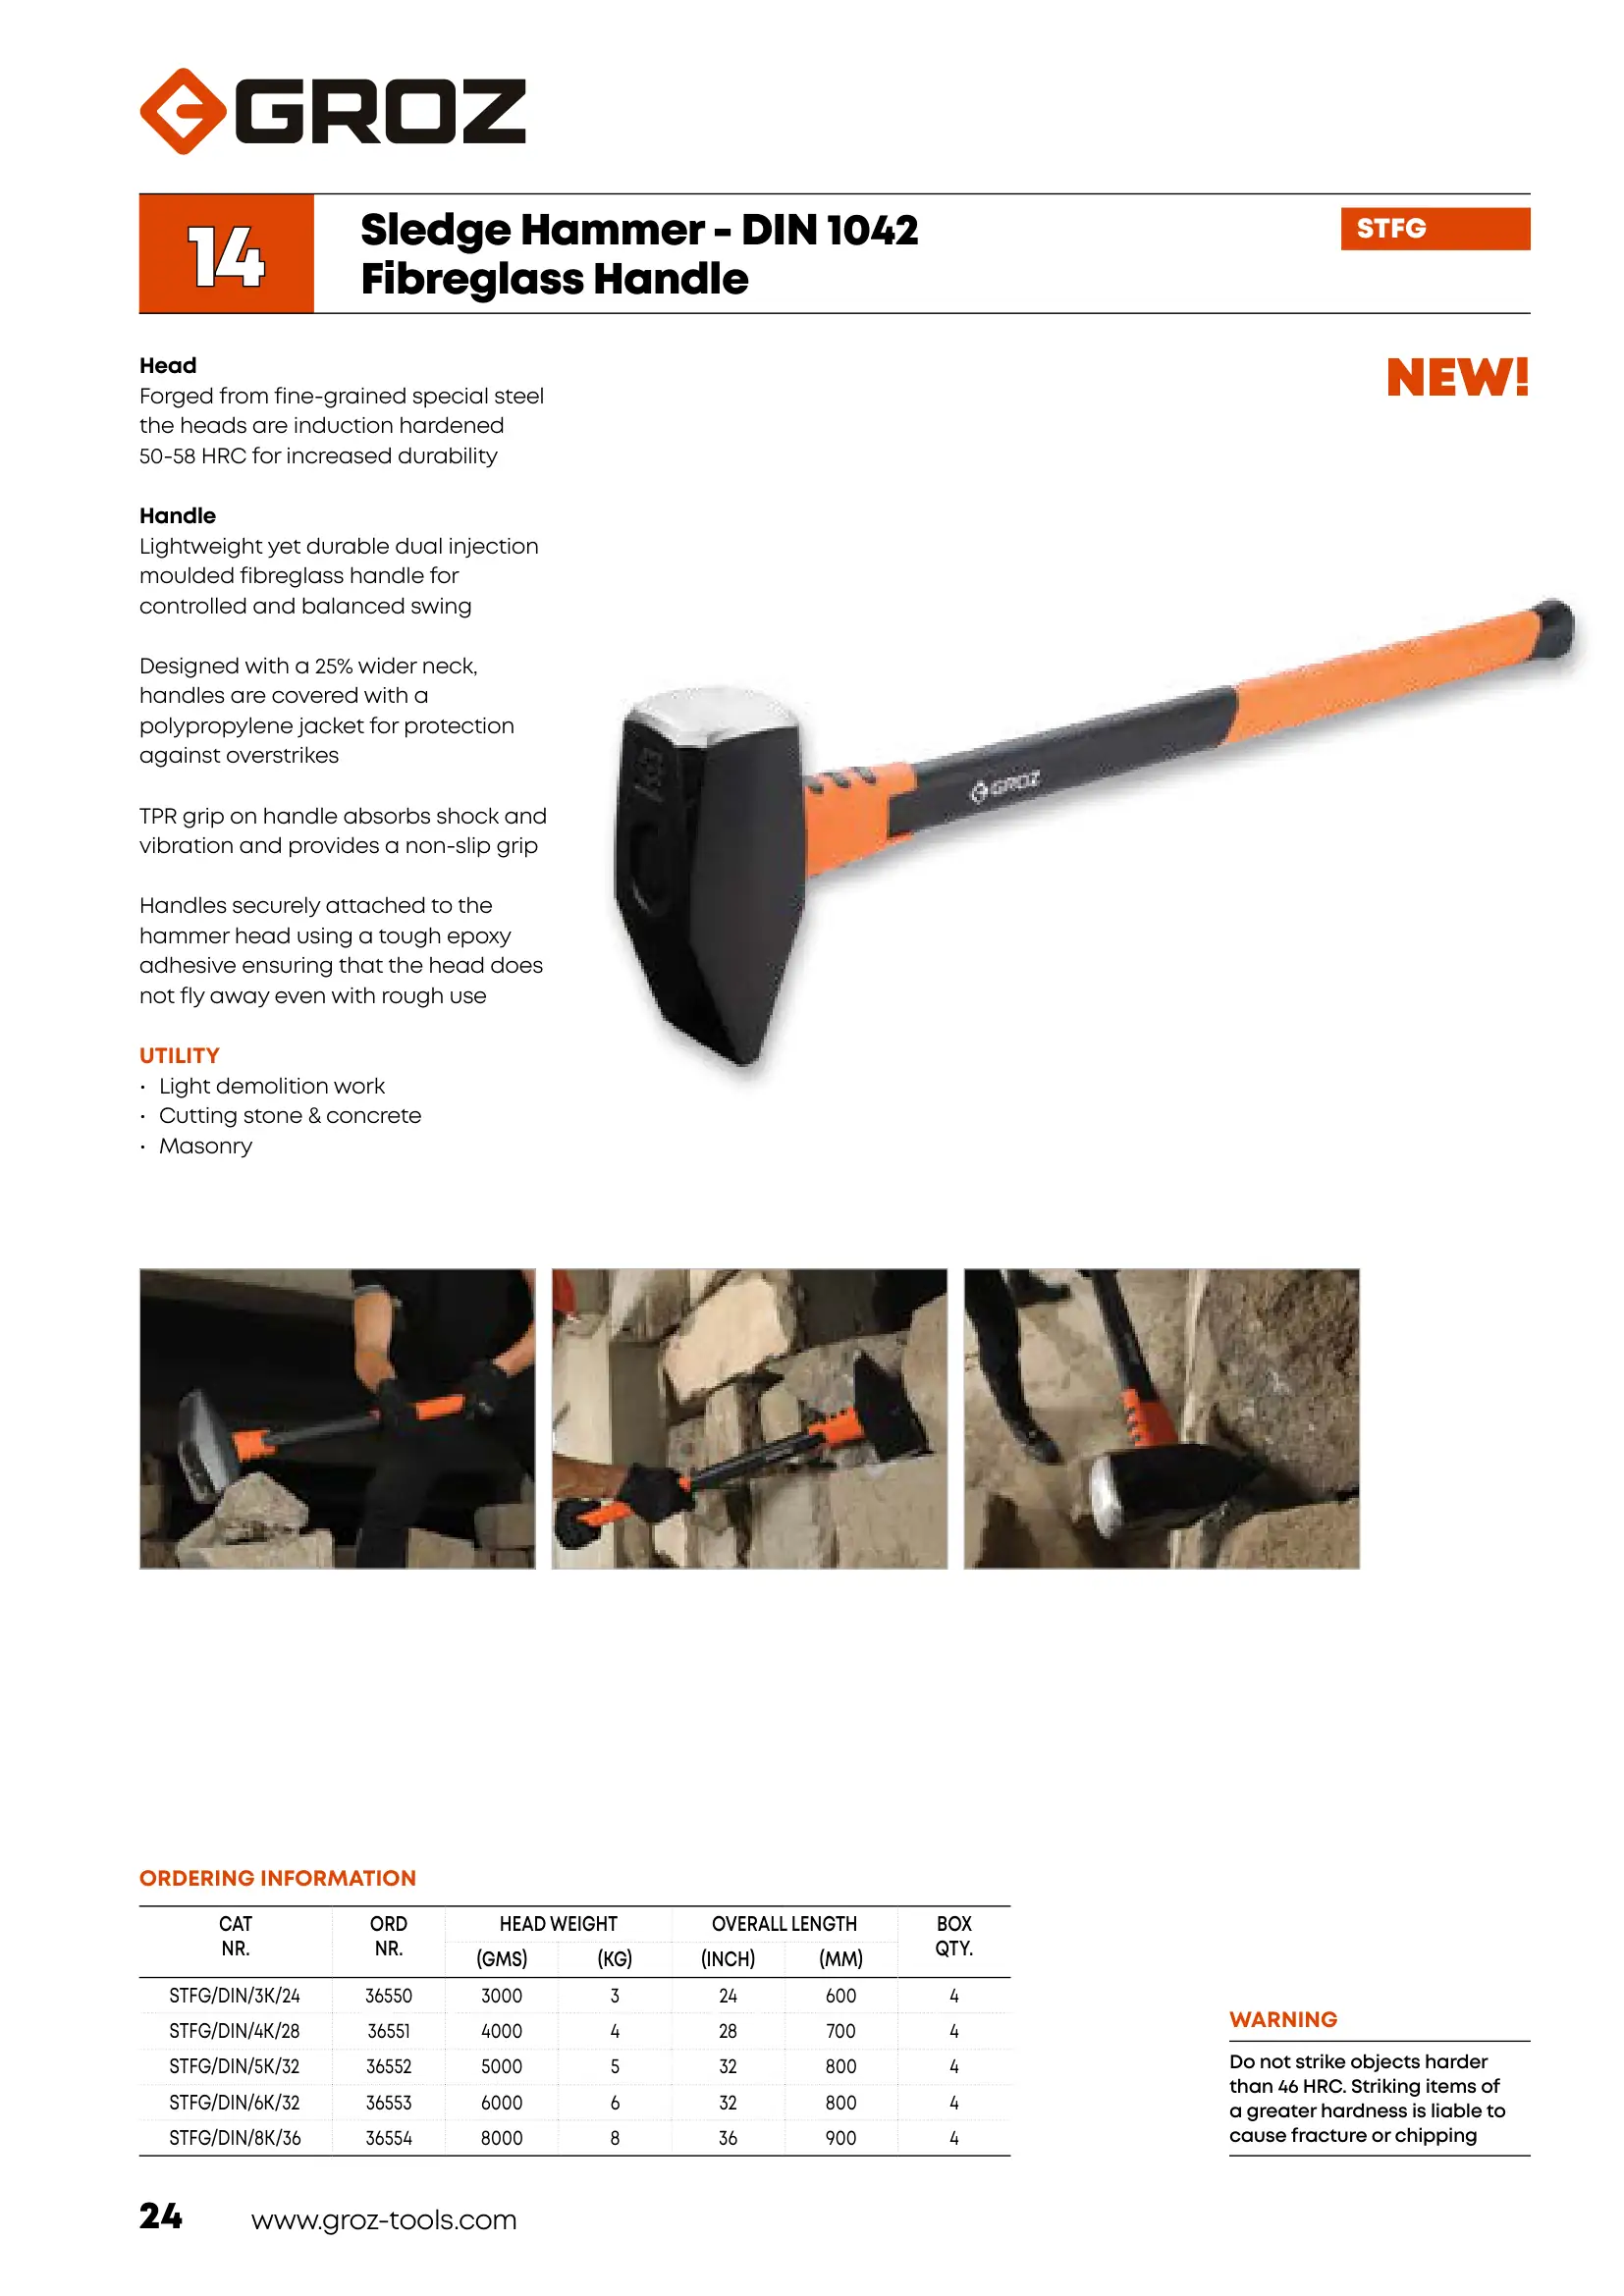 GROZ
14
Sledge Hammer - DIN 1042
Fibreglass Handle
STFG
NEW!
Head
Forged from fine-grained special steel
the heads are induction hardened
50-58 HRC for increased durability
Handle
Lightweight yet durable dual injection
moulded fibreglass handle for
controlled and balanced swing
Designed with a 25% wider neck,
handles are covered with a
polypropylene jacket for protection
against overstrikes
TPR grip on handle absorbs shock and
vibration and provides a non-slip grip
Handles securely attached to the
hammer head using a tough epoxy
adhesive ensuring that the head does
not fly away even with rough use
UTILITY
• Light demolition work
• Cutting stone & concrete
• Masonry
GROZ
ORDERING INFORMATION
CAT NR. ORD NR. HEAD WEIGHT OVERALL LENGTH BOX QTY.
(GMS) (KG) (INCH) (MM)
STFG/DIN/3K/24 36550 3000 3 24 600 4
STFG/DIN/4K/28 36551 4000 4 28 700 4
STFG/DIN/5K/32 36552 5000 5 32 800 4
STFG/DIN/6K/32 36553 6000 6 32 800 4
STFG/DIN/8K/36 36554 8000 8 36 900 4
WARNING
Do not strike objects harder
than 46 HRC. Striking items of
a greater hardness is liable to
cause fracture or chipping
24 www.groz-tools.com